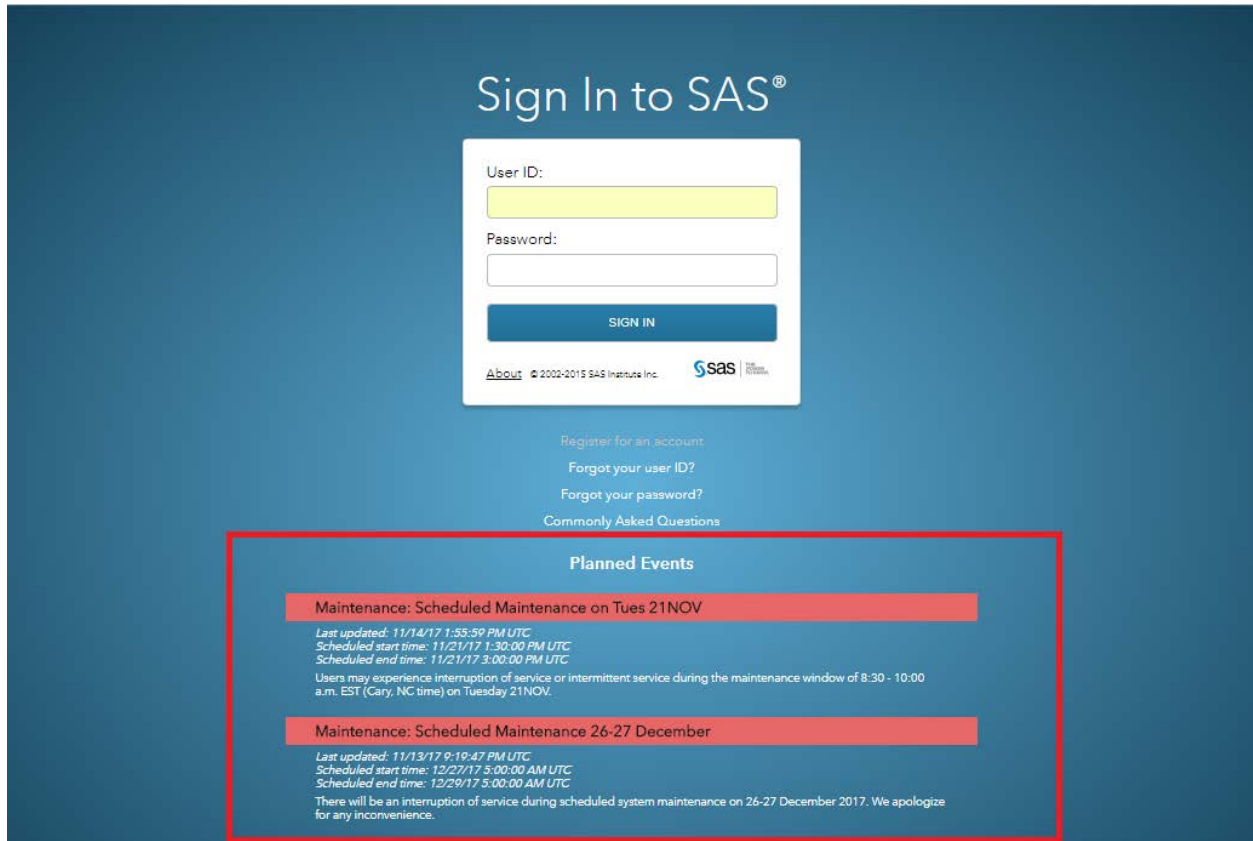 Sign In to SAS®
User ID:
Password:
SIGN IN
About © 2002-2015 SAS Institute Inc.
sas THE POWER TO KNOW
Register for an account
Forgot your user ID?
Forgot your password?
Commonly Asked Questions
Planned Events
Maintenance: Scheduled Maintenance on Tues 21NOV
Last updated: 11/14/17 1:55:59 PM UTC
Scheduled start time: 11/21/17 1:30:00 PM UTC
Scheduled end time: 11/21/17 3:00:00 PM UTC
Users may experience interruption of service or intermittent service during the maintenance window of 8:30 - 10:00
a.m. EST (Cary, NC time) on Tuesday 21NOV.
Maintenance: Scheduled Maintenance 26-27 December
Last updated: 11/13/17 9:19:47 PM UTC
Scheduled start time: 12/27/17 5:00:00 AM UTC
Scheduled end time: 12/29/17 5:00:00 AM UTC
There will be an interruption of service during scheduled system maintenance on 26-27 December 2017. We apologize
for any inconvenience.